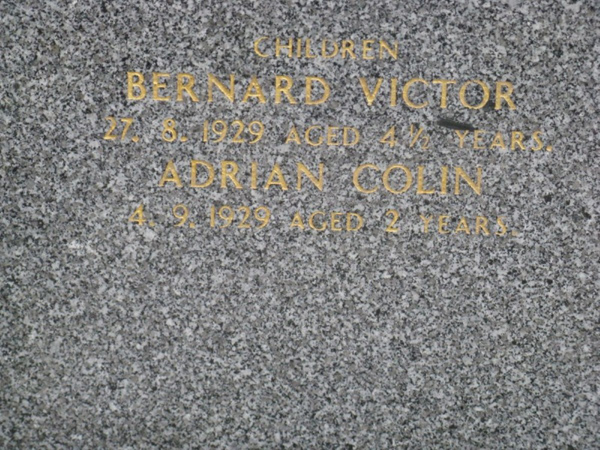 CHILDREN
BERNARD VICTOR
27. 8. 1929 AGED 4½ YEARS.
ADRIAN COLIN
4. 9. 1929 AGED 2 YEARS.